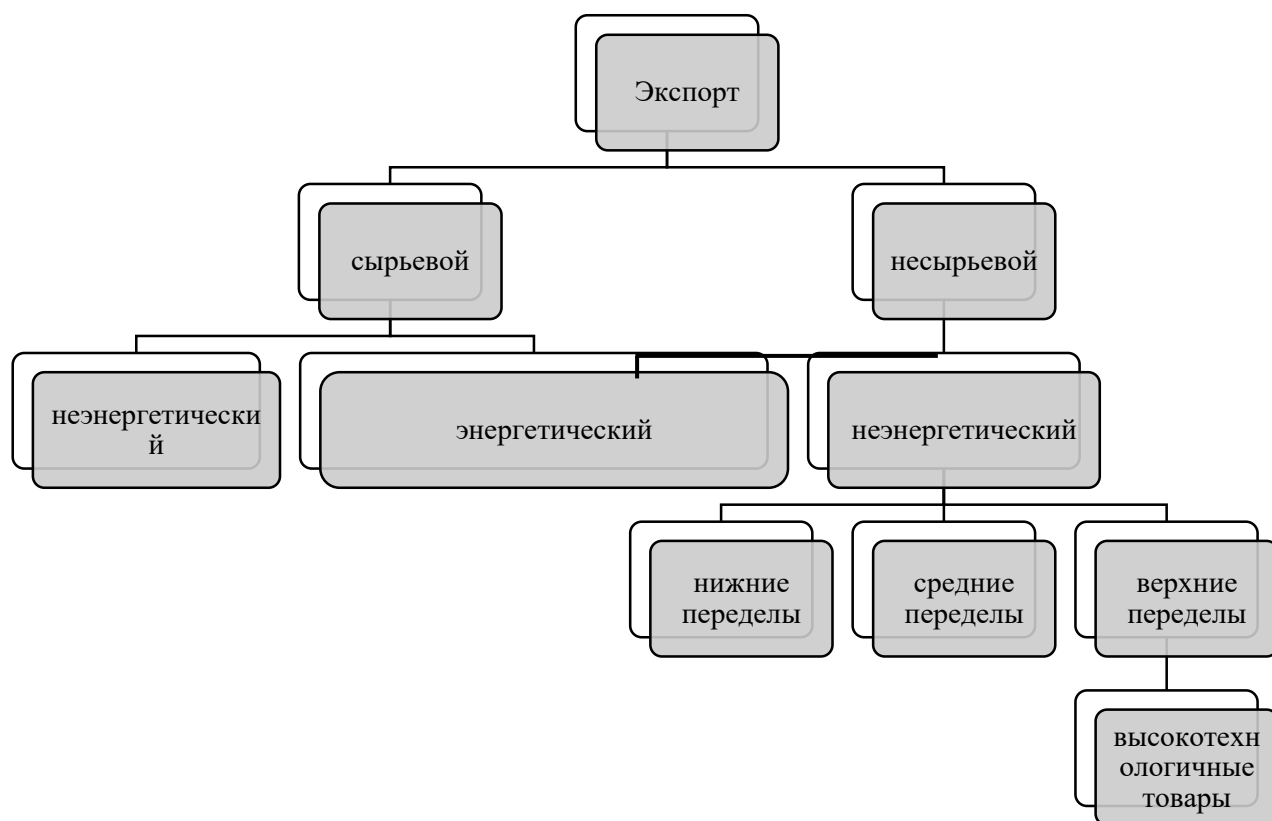 Экспорт
сырьевой
несырьевой
неэнергетически
й
энергетический
неэнергетический
нижние
переделы
средние
переделы
верхние
переделы
высокотехн
ологичные
товары